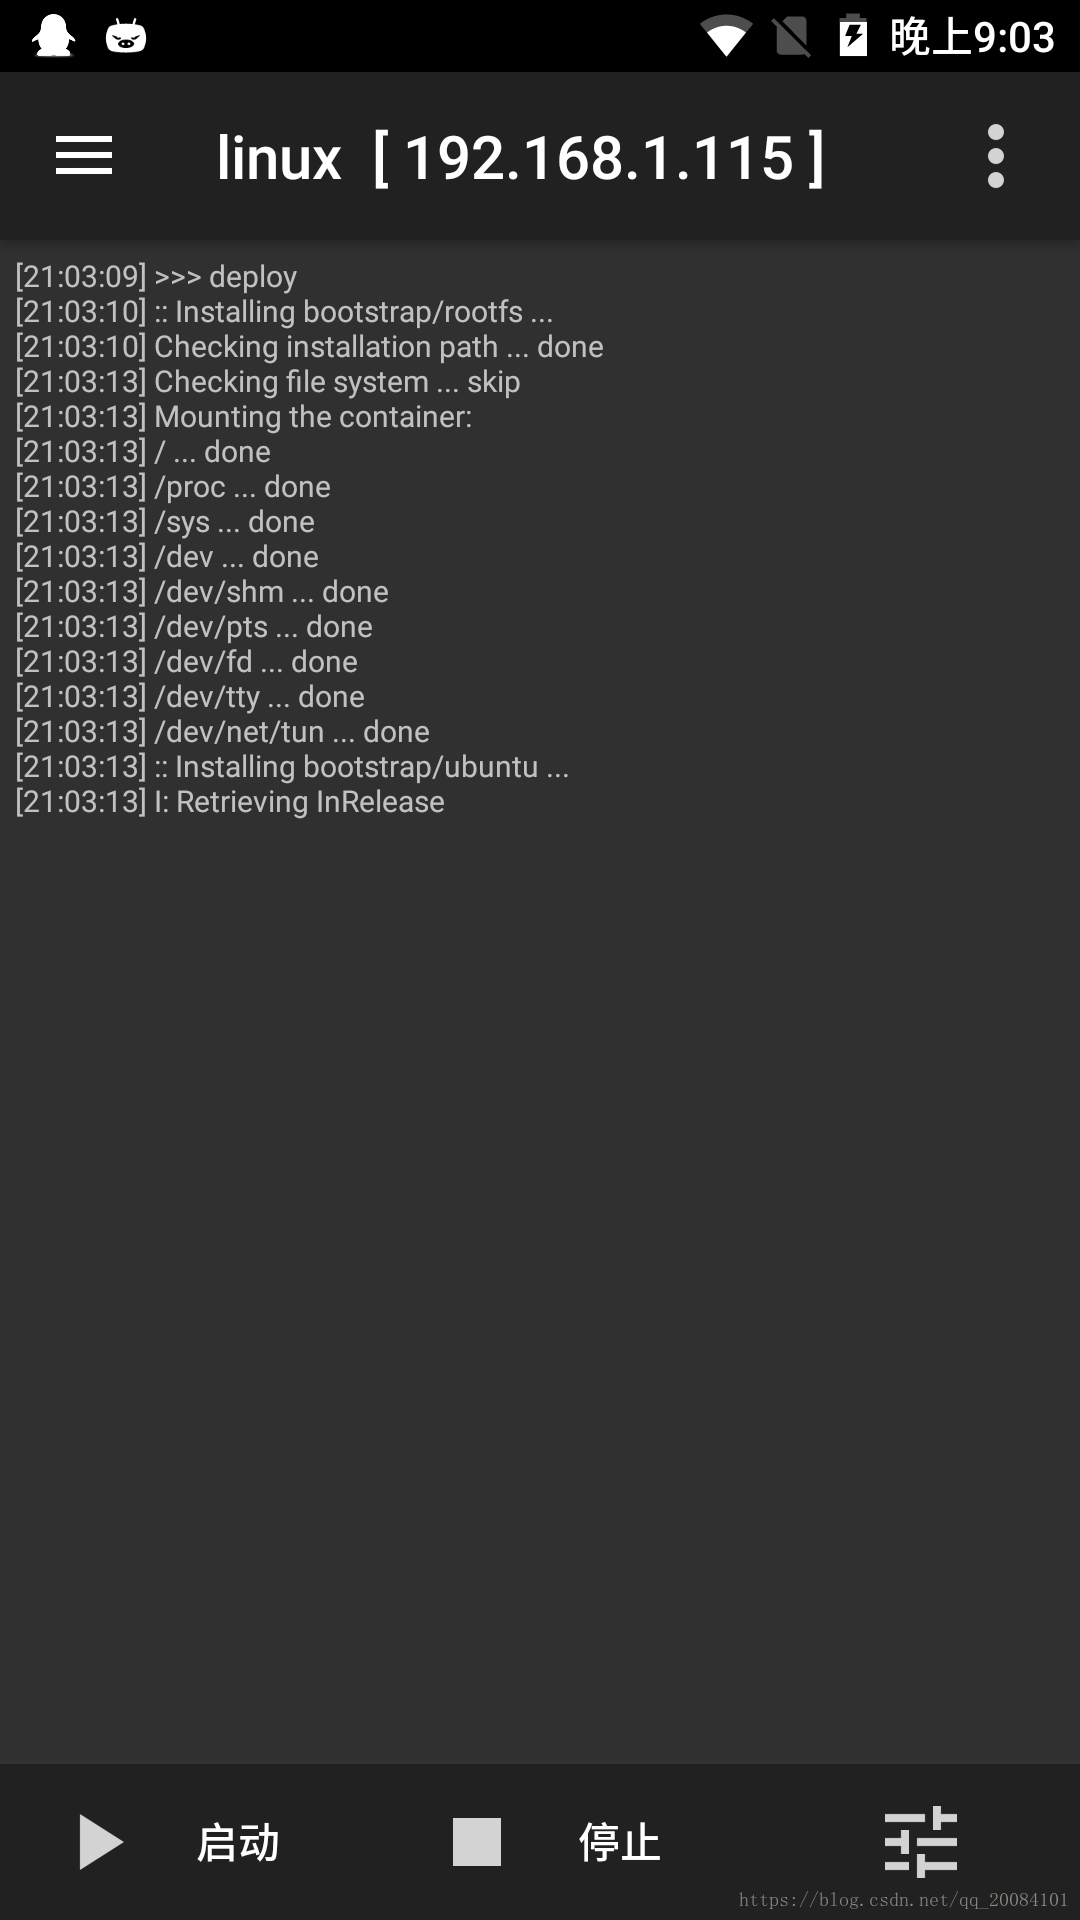 晚上9:03
linux [ 192.168.1.115 ]
[21:03:09] >>> deploy
[21:03:10] :: Installing bootstrap/rootfs ...
[21:03:10] Checking installation path ... done
[21:03:13] Checking file system ... skip
[21:03:13] Mounting the container:
[21:03:13] / ... done
[21:03:13] /proc ... done
[21:03:13] /sys ... done
[21:03:13] /dev ... done
[21:03:13] /dev/shm ... done
[21:03:13] /dev/pts ... done
[21:03:13] /dev/fd ... done
[21:03:13] /dev/tty ... done
[21:03:13] /dev/net/tun ... done
[21:03:13] :: Installing bootstrap/ubuntu ...
[21:03:13] I: Retrieving InRelease
启动 停止
https://blog.csdn.net/qq_20084101